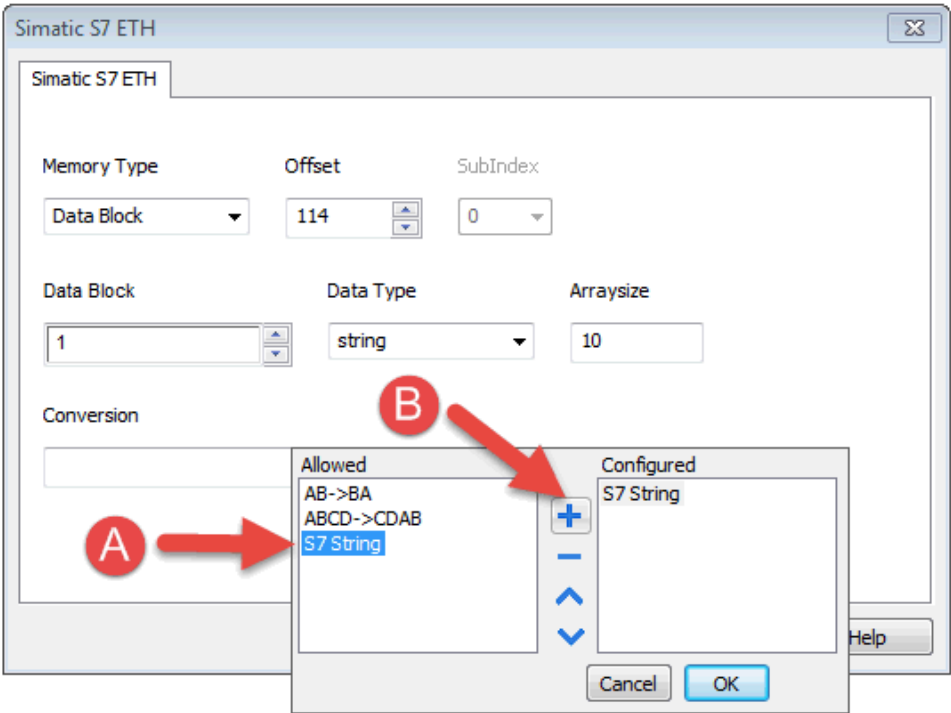 Simatic S7 ETH
Simatic S7 ETH
Memory Type Offset SubIndex
Data Block 114 0
Data Block Data Type Arraysize
1 string 10
Conversion
B
Allowed Configured
AB->BA S7 String
ABCD->CDAB
A S7 String
Help
Cancel OK